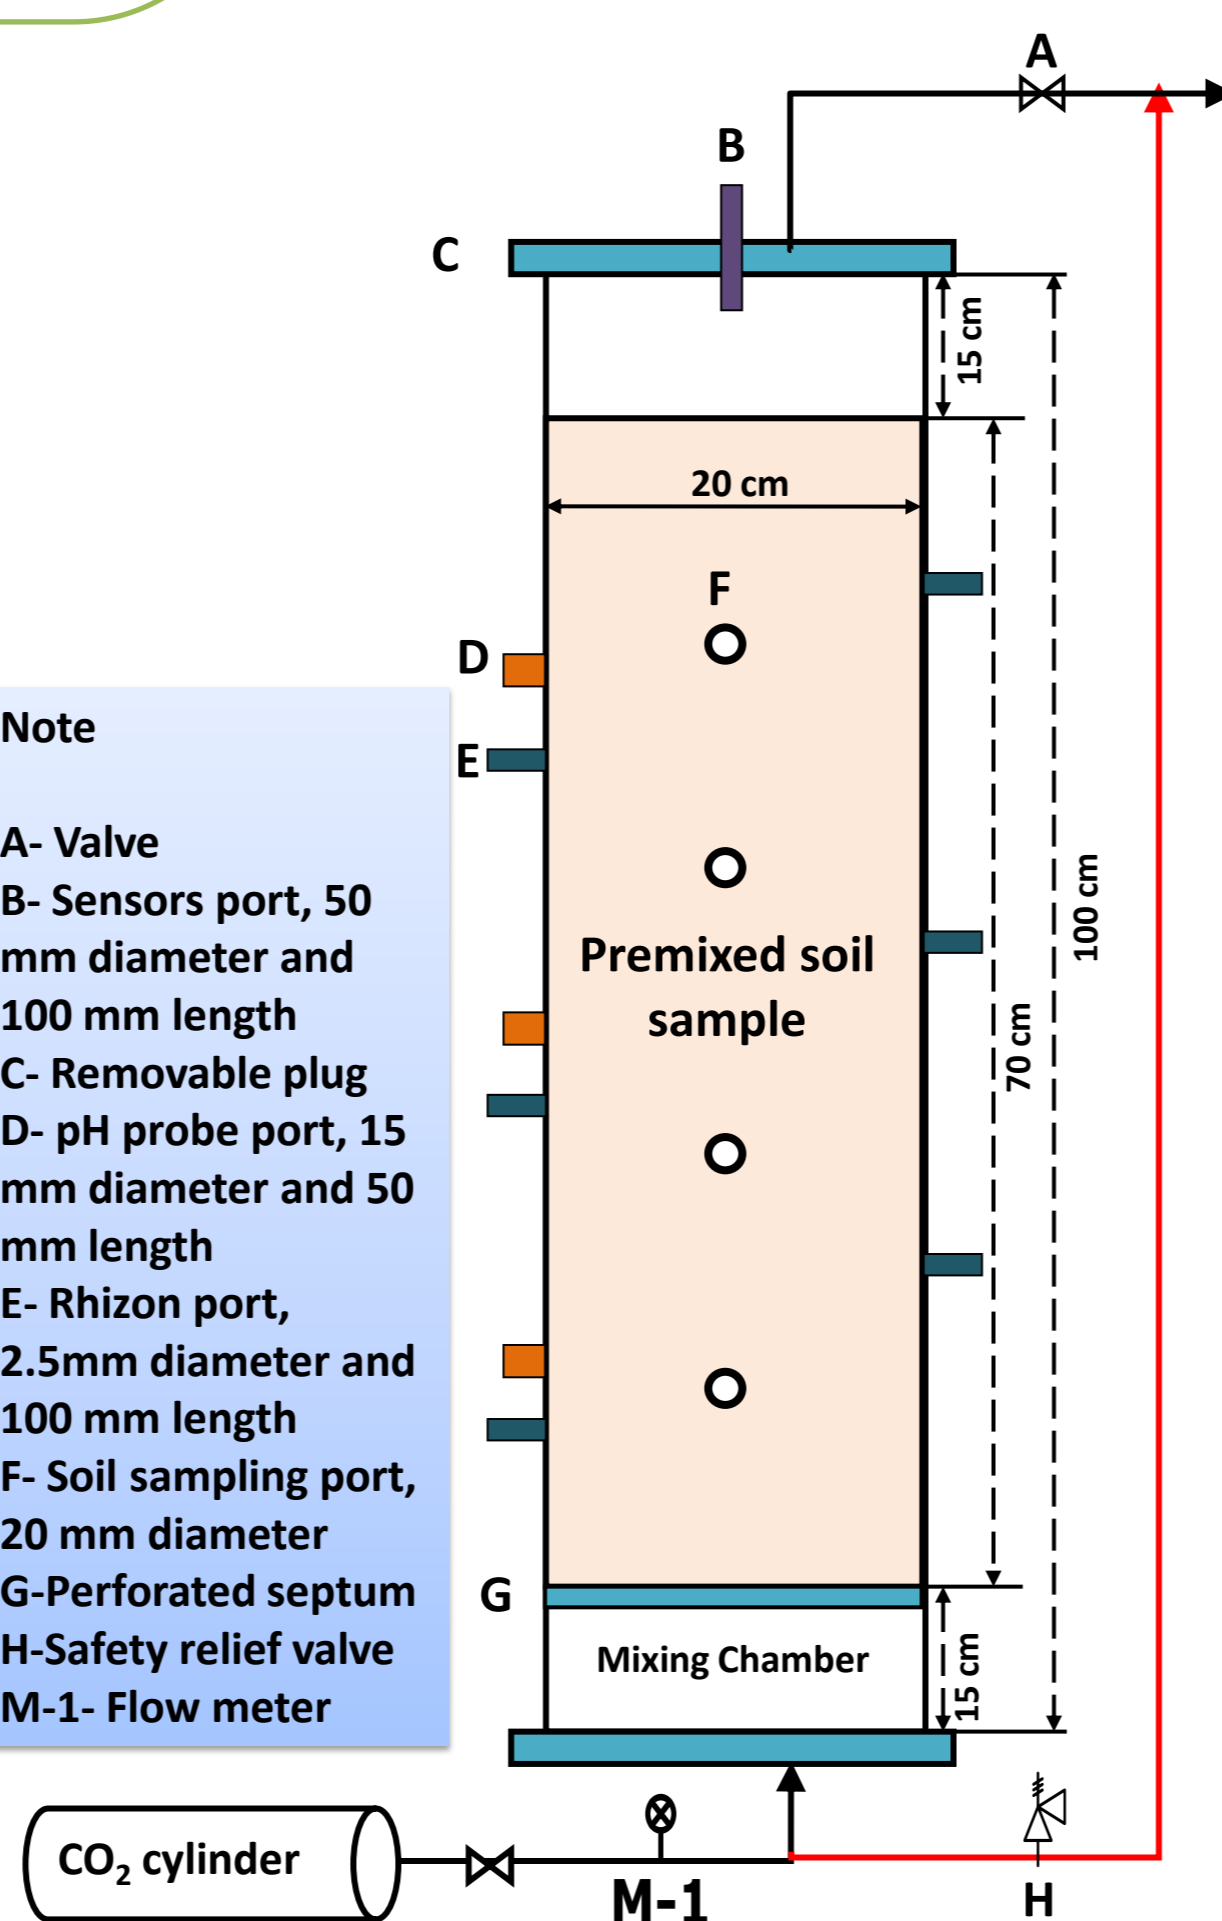 A
B
C
15 cm
20 cm
F
D
E
Note
A- Valve
B- Sensors port, 50
mm diameter and
100 mm length
C- Removable plug
D- pH probe port, 15
mm diameter and 50
mm length
E- Rhizon port,
2.5mm diameter and
100 mm length
F- Soil sampling port,
20 mm diameter
G-Perforated septum
H-Safety relief valve
M-1- Flow meter
Premixed soil
sample
100 cm
70 cm
G
Mixing Chamber
15 cm
CO₂ cylinder
M-1
H